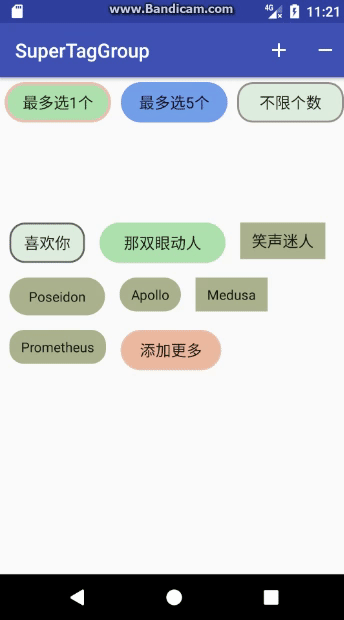 www.Bandicam.com
4G
11:21
SuperTagGroup
最多选1个 最多选5个 不限个数
喜欢你 那双眼动人 笑声迷人
Poseidon Apollo Medusa
Prometheus 添加更多